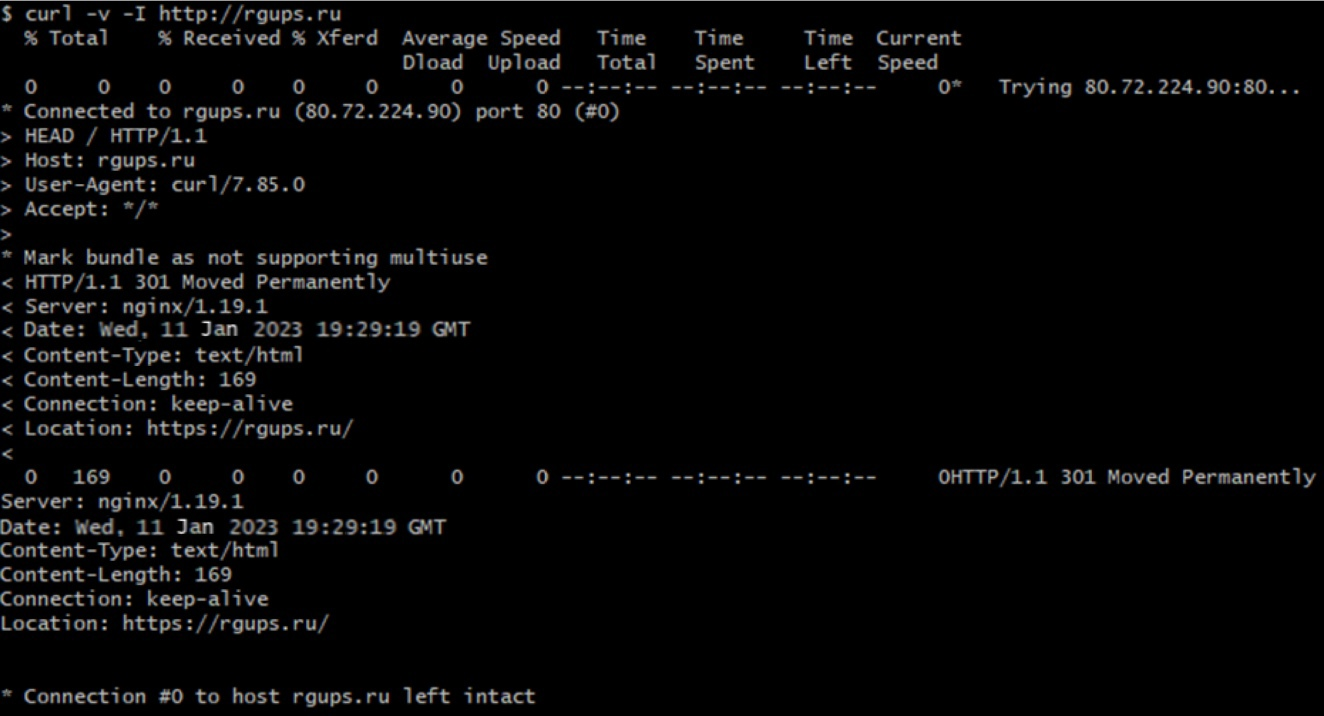 $ curl -v -I http://rgups.ru
  % Total    % Received % Xferd  Average Speed   Time    Time     Time  Current
                                 Dload  Upload   Total   Spent    Left  Speed
  0     0    0     0    0     0      0      0 --:--:-- --:--:-- --:--:--     0*   Trying 80.72.224.90:80...
* Connected to rgups.ru (80.72.224.90) port 80 (#0)
> HEAD / HTTP/1.1
> Host: rgups.ru
> User-Agent: curl/7.85.0
> Accept: */*
>
* Mark bundle as not supporting multiuse
< HTTP/1.1 301 Moved Permanently
< Server: nginx/1.19.1
< Date: Wed, 11 Jan 2023 19:29:19 GMT
< Content-Type: text/html
< Content-Length: 169
< Connection: keep-alive
< Location: https://rgups.ru/
<
  0   169    0     0    0     0      0      0 --:--:-- --:--:-- --:--:--     0HTTP/1.1 301 Moved Permanently
Server: nginx/1.19.1
Date: Wed, 11 Jan 2023 19:29:19 GMT
Content-Type: text/html
Content-Length: 169
Connection: keep-alive
Location: https://rgups.ru/
* Connection #0 to host rgups.ru left intact